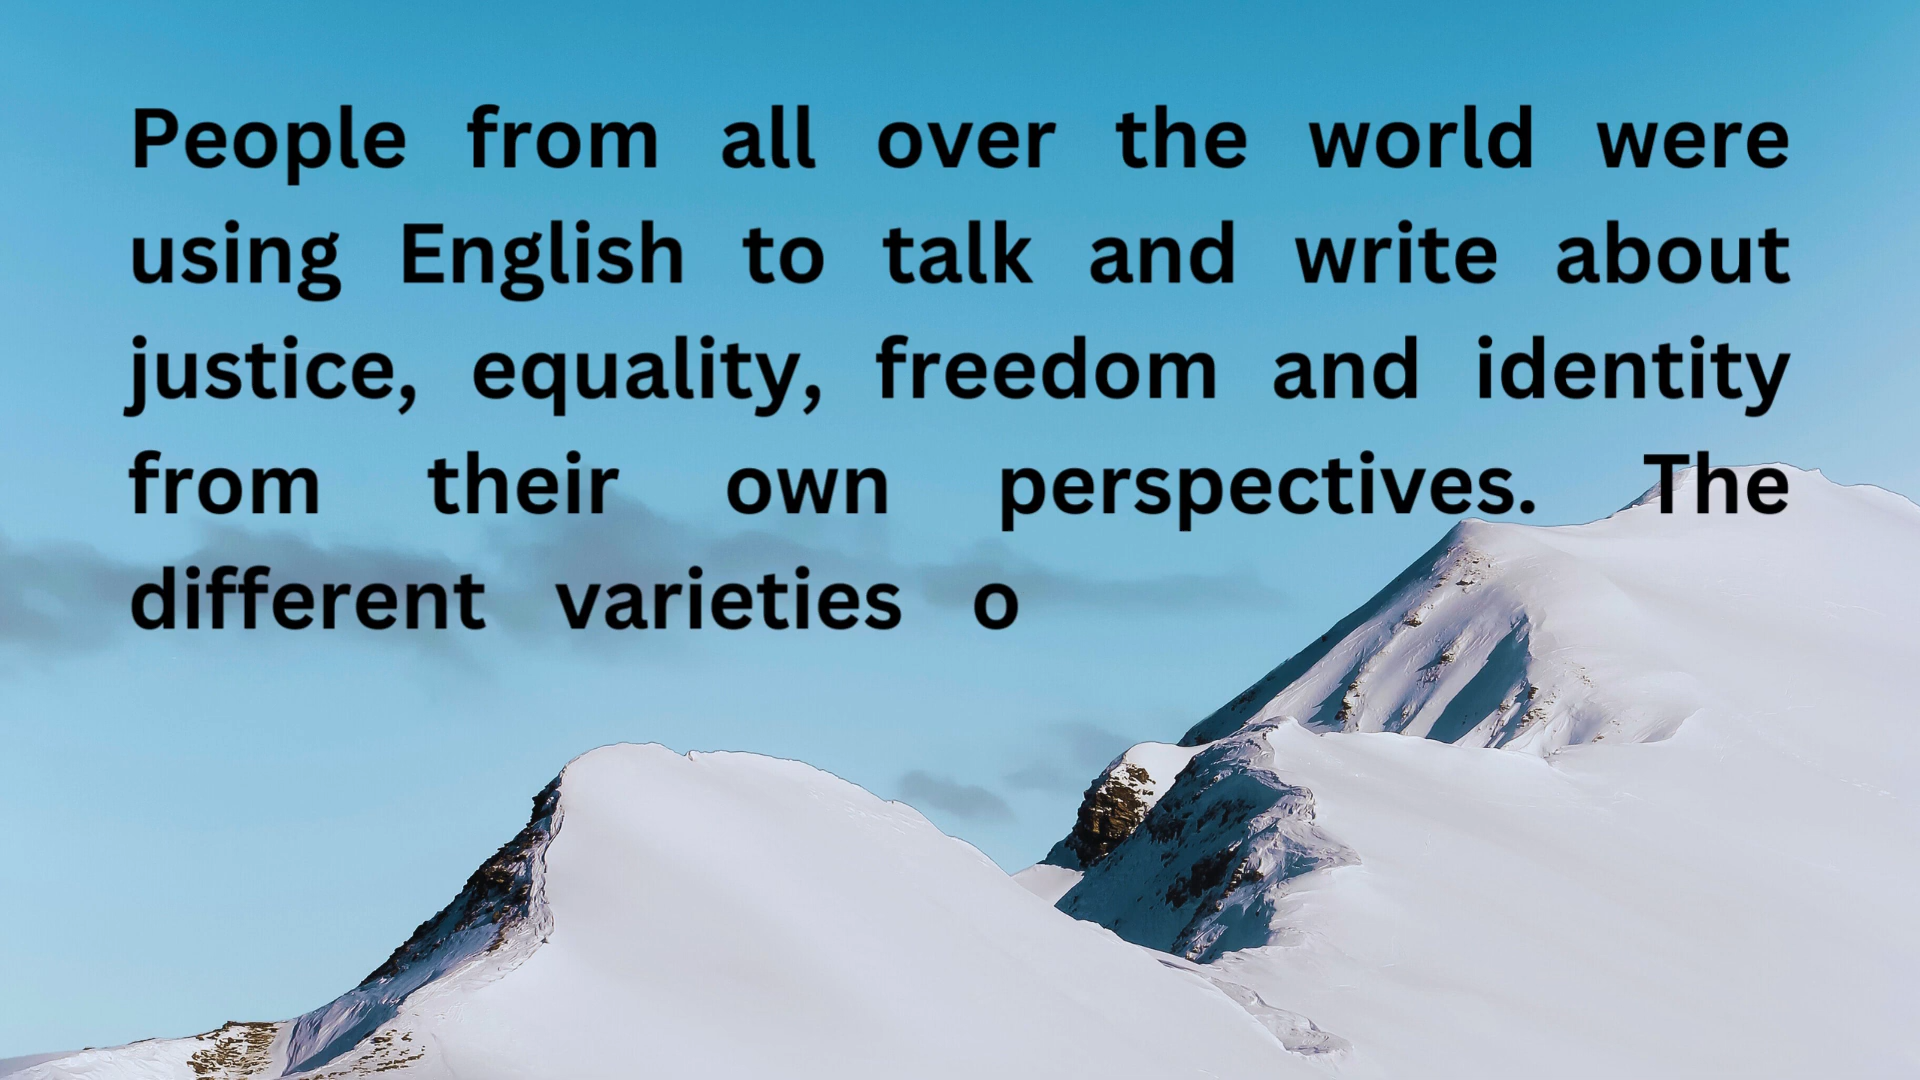 People from all over the world were
using English to talk and write about
justice, equality, freedom and identity
from their own perspectives. The
different varieties o